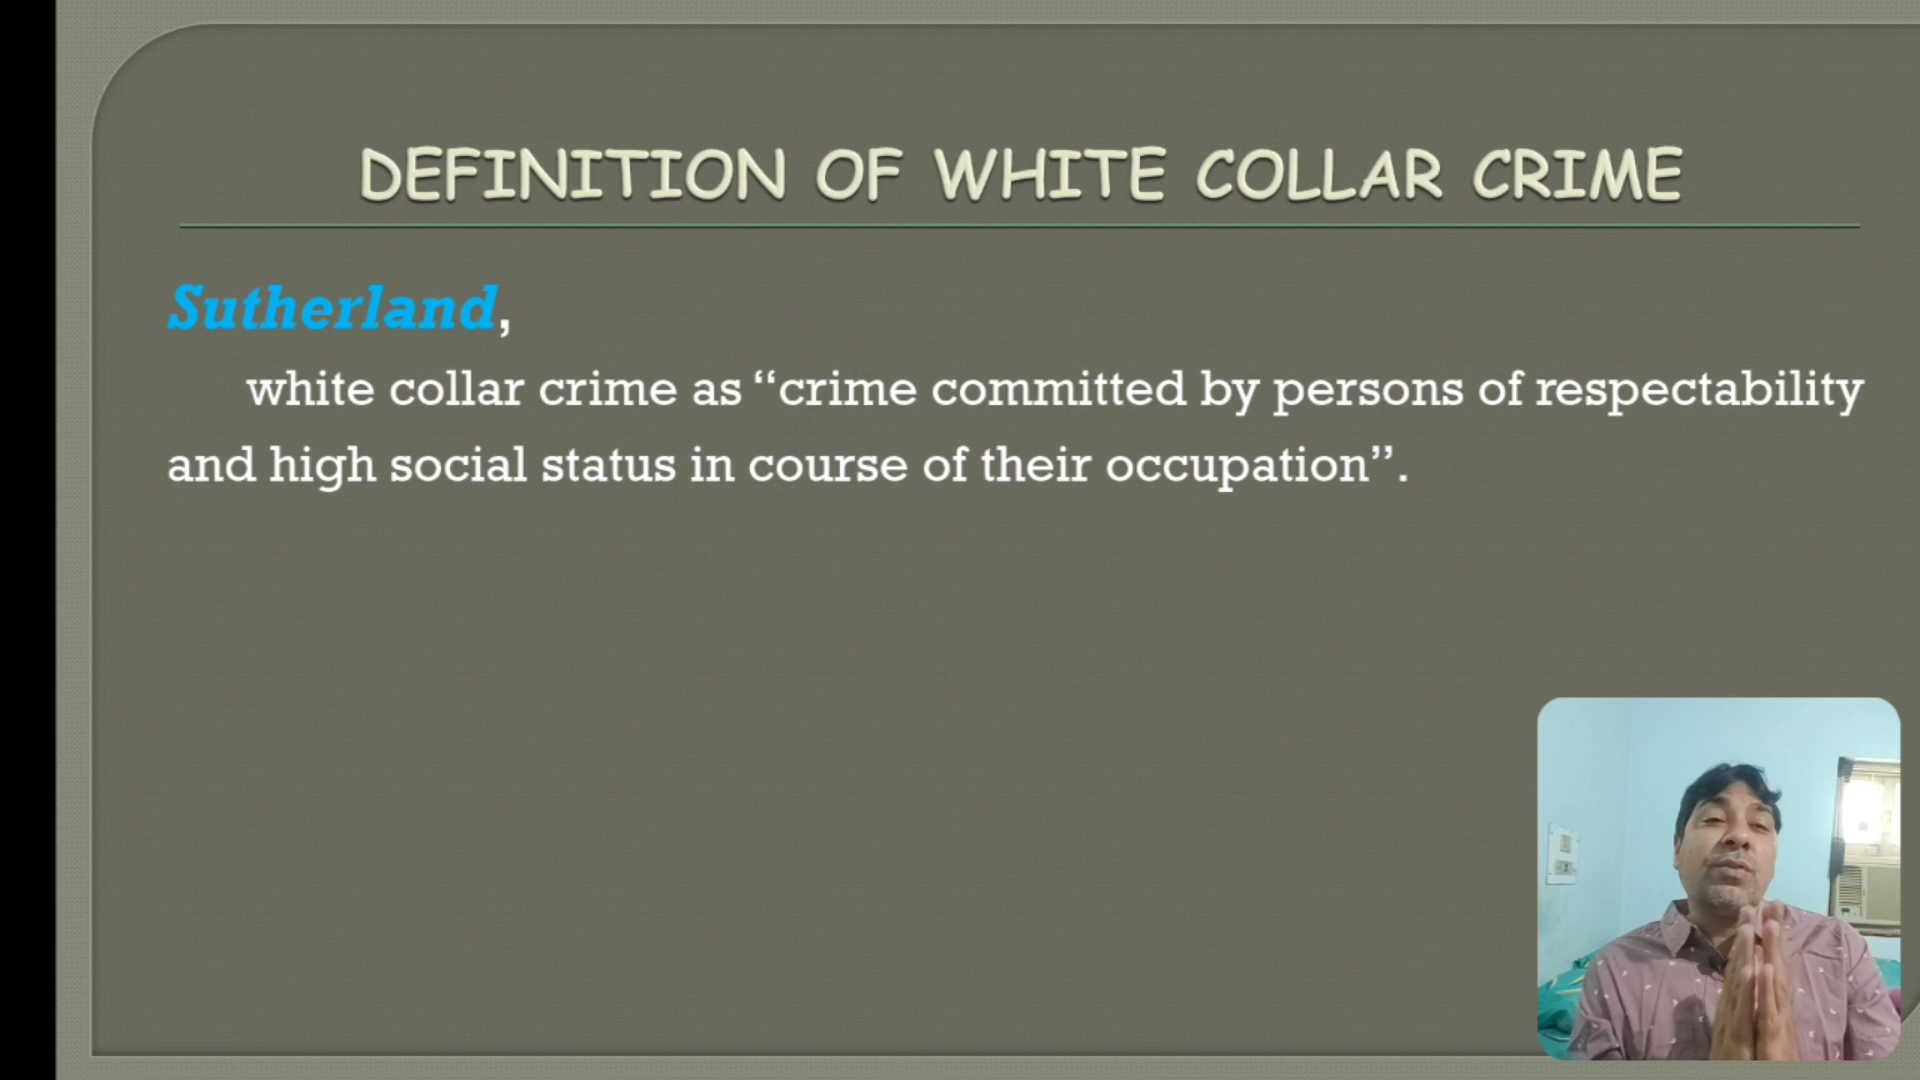 DEFINITION OF WHITE COLLAR CRIME
Sutherland,
white collar crime as “crime committed by persons of respectability
and high social status in course of their occupation”.